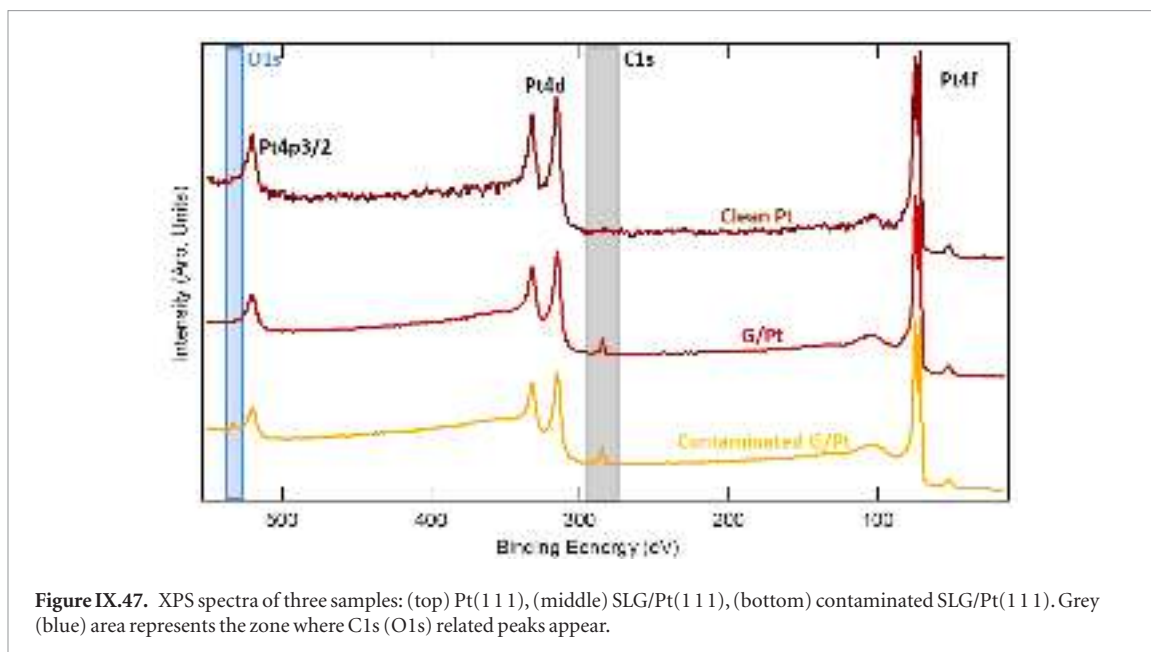 O1s
C1s
Pt4d
Pt4f
Pt4p3/2
Clean Pt
G/Pt
Contaminated G/Pt
Intensity (Arb. Units)
500 400 300 200 100
Binding Eenergy (eV)
Figure IX.47. XPS spectra of three samples: (top) Pt(1 1 1), (middle) SLG/Pt(1 1 1), (bottom) contaminated SLG/Pt(1 1 1). Grey
(blue) area represents the zone where C1s (O1s) related peaks appear.